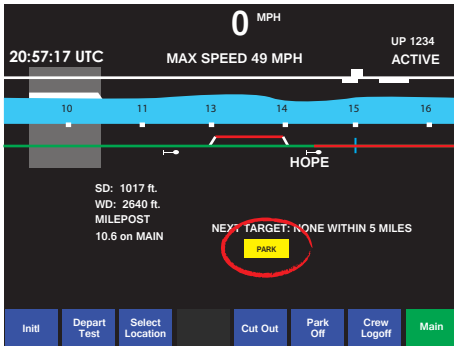 0 MPH
UP 1234
20:57:17 UTC MAX SPEED 49 MPH ACTIVE
10 11 13 14 15 16
HOPE
SD: 1017 ft.
WD: 2640 ft.
MILEPOST
10.6 on MAIN
NEXT TARGET: NONE WITHIN 5 MILES
PARK
Initl Depart Test Select Location Cut Out Park Off Crew Logoff Main